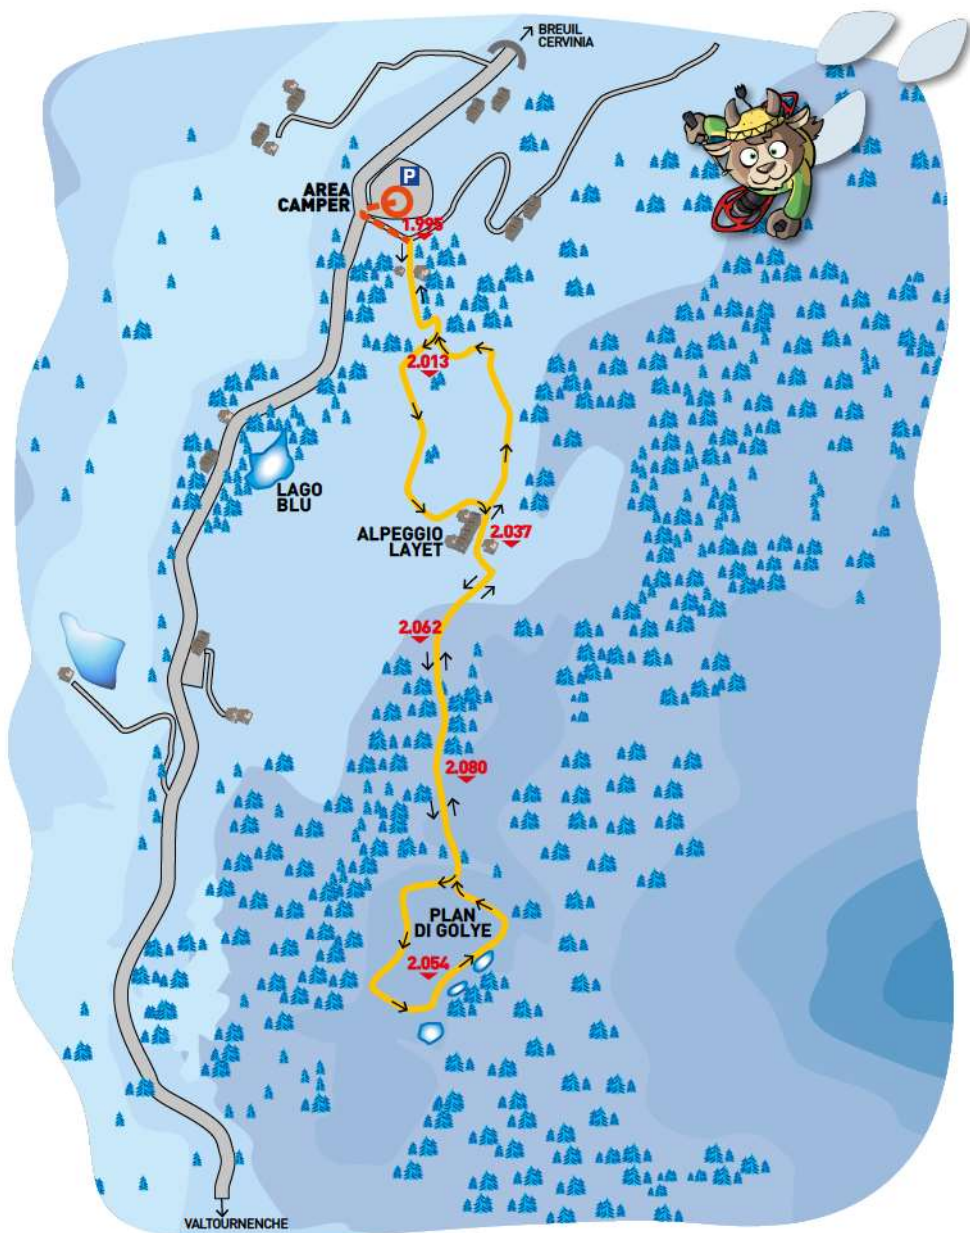 BREUIL
CERVINIA
P
AREA
CAMPER
1.995
2.013
LAGO
BLU
ALPEGGIO
LAYET
2.037
2.062
2.080
PLAN
DI GOLYE
2.054
VALTOURNENCHE